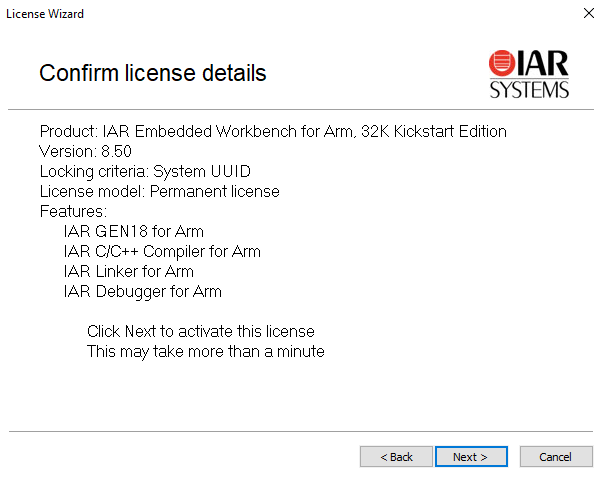 License Wizard
Confirm license details
IAR
SYSTEMS
Product: IAR Embedded Workbench for Arm, 32K Kickstart Edition
Version: 8.50
Locking criteria: System UUID
License model: Permanent license
Features:
IAR GEN18 for Arm
IAR C/C++ Compiler for Arm
IAR Linker for Arm
IAR Debugger for Arm
Click Next to activate this license
This may take more than a minute
< Back
Next >
Cancel